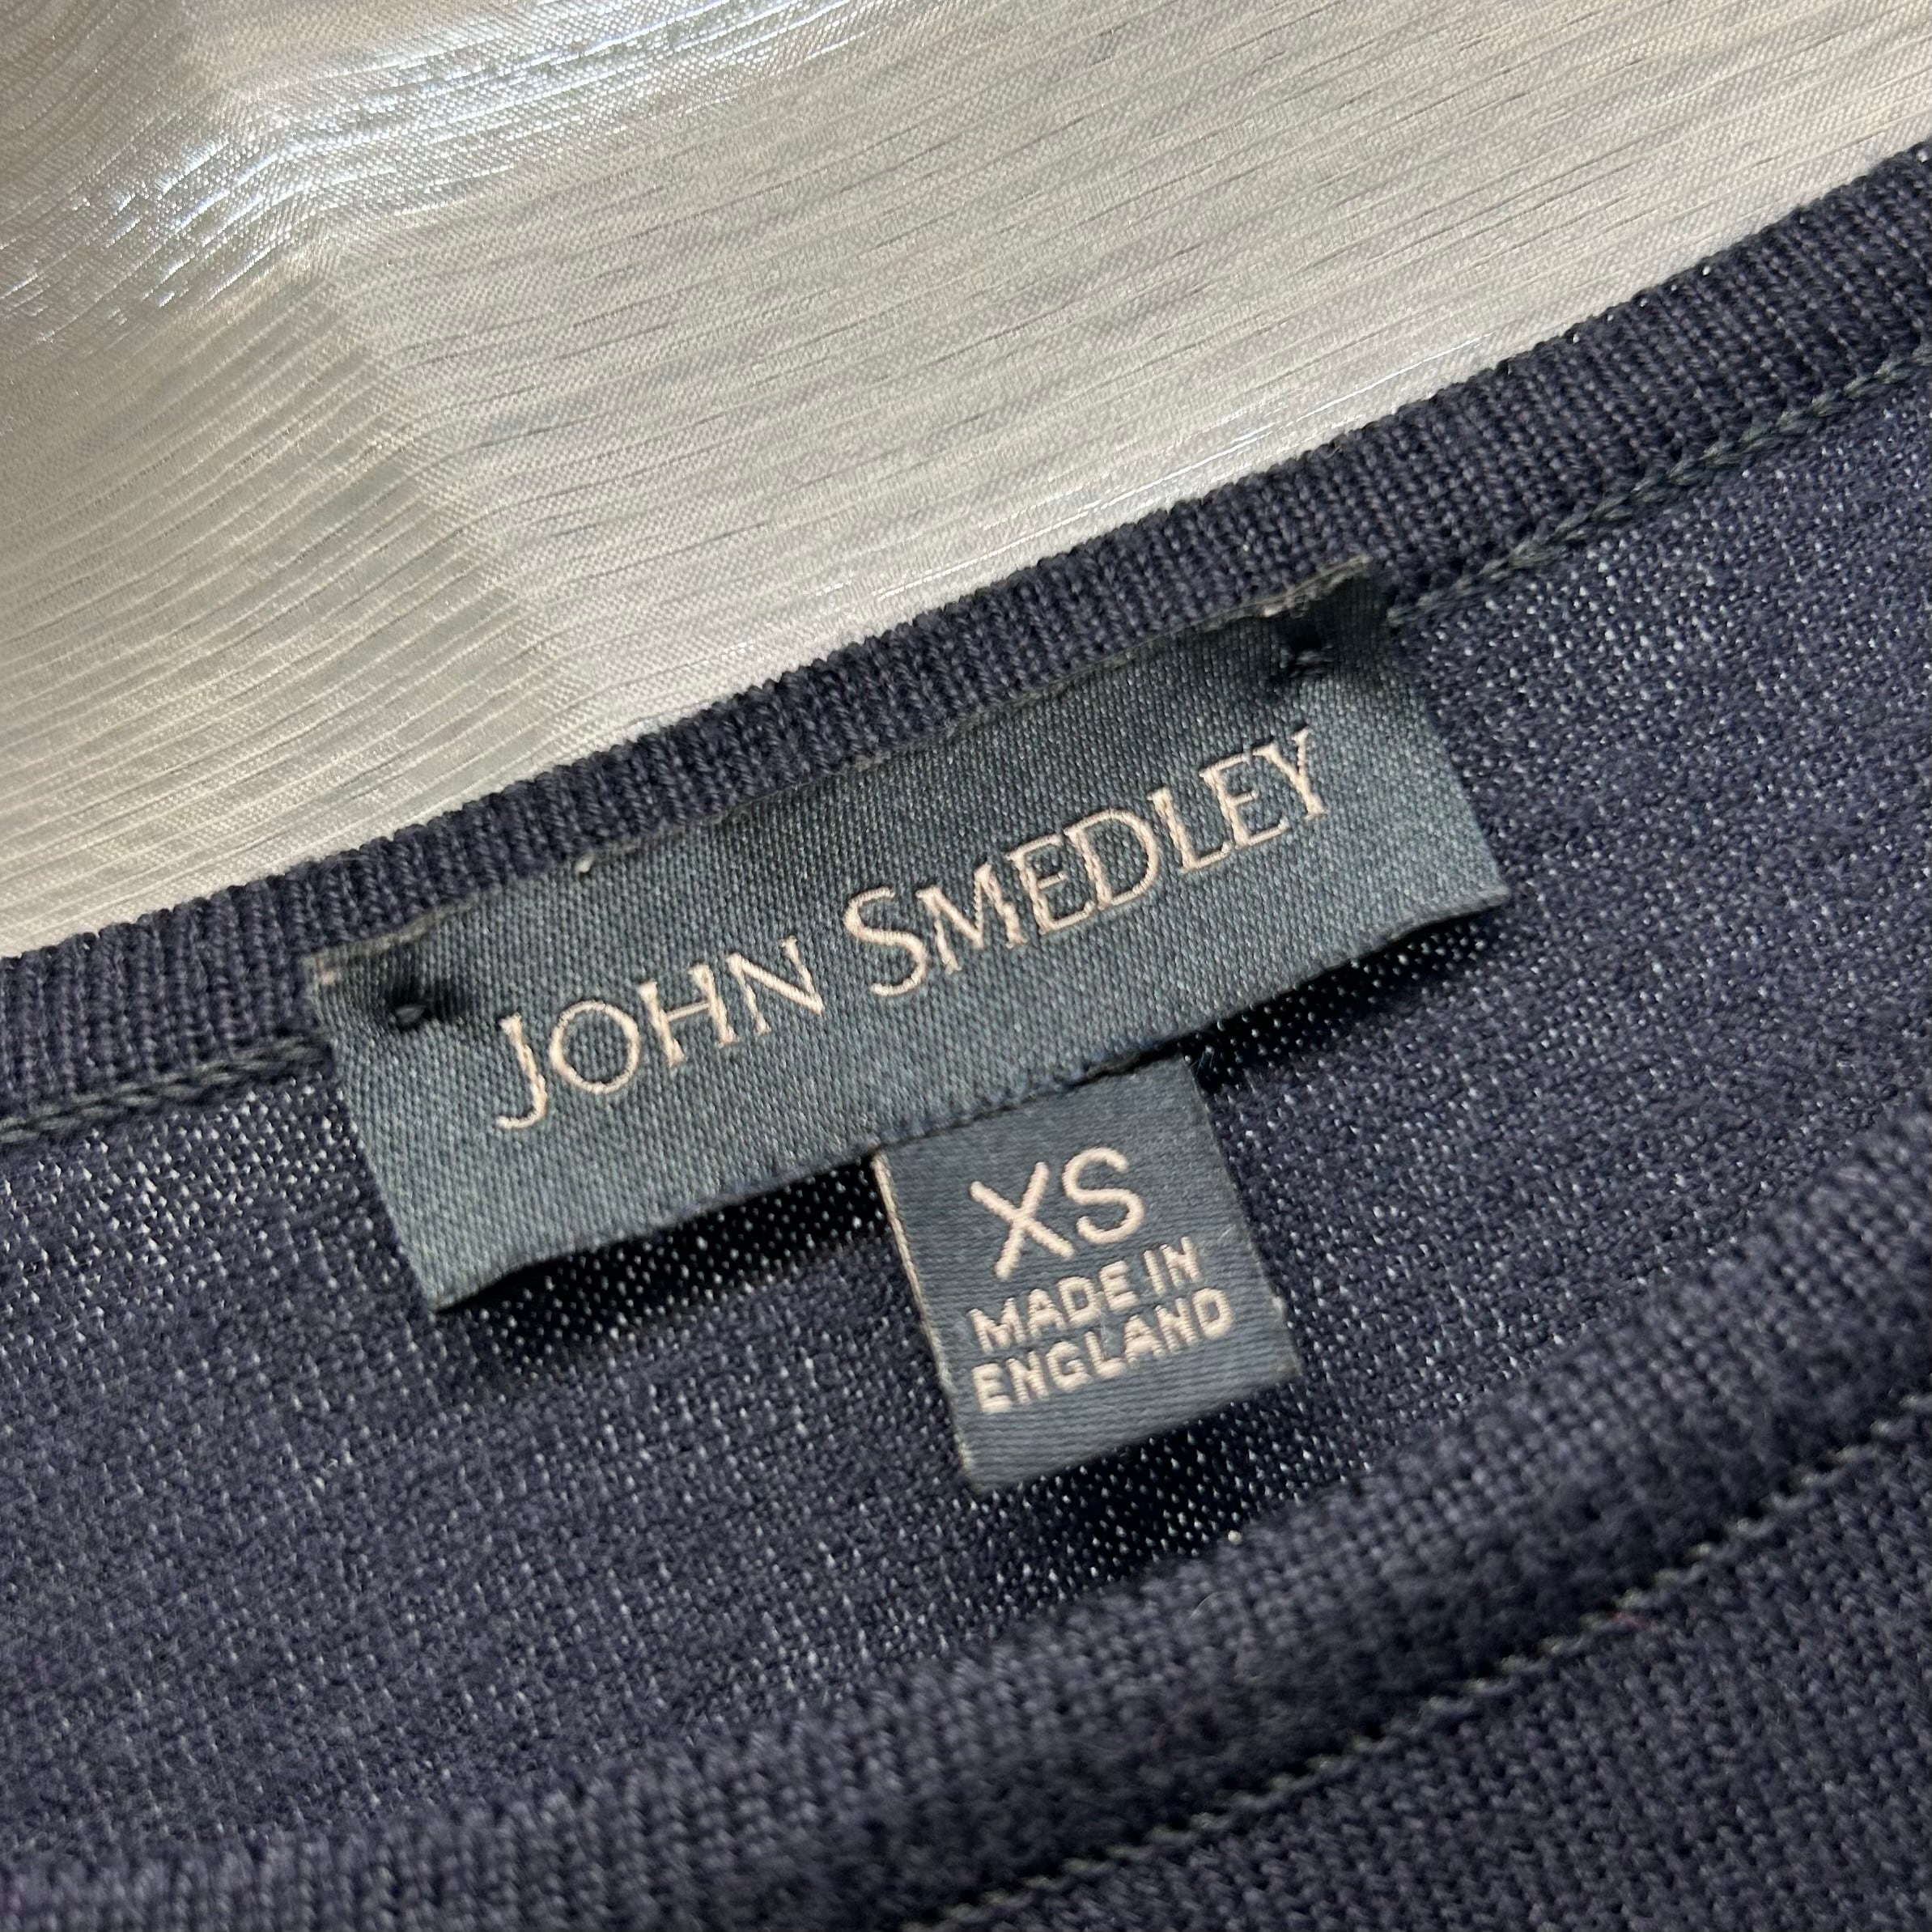 JOHN SMEDLEY
XS
MADE IN
ENGLAND